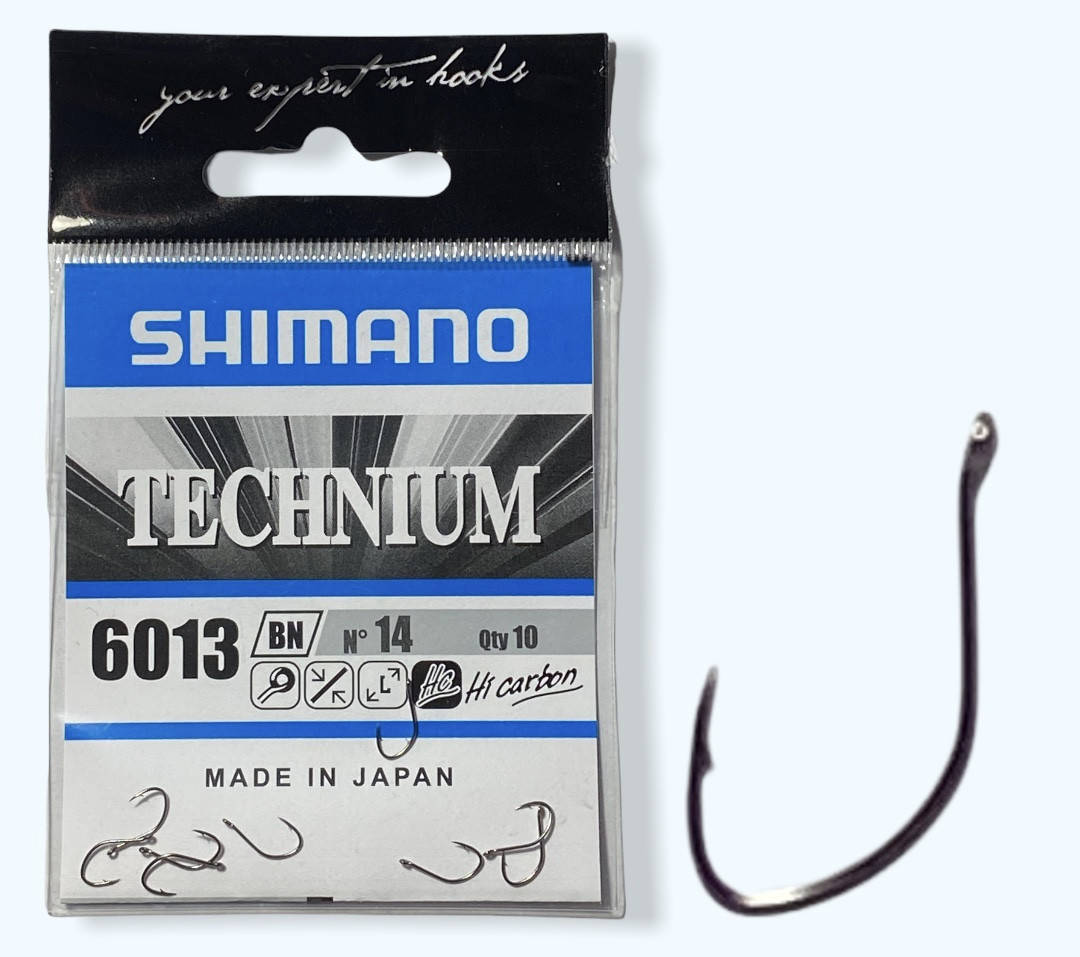 your expert in hooks
SHIMANO
TECHNIUM
6013 BN N° 14 Qty 10
L HC Hi carbon
MADE IN JAPAN